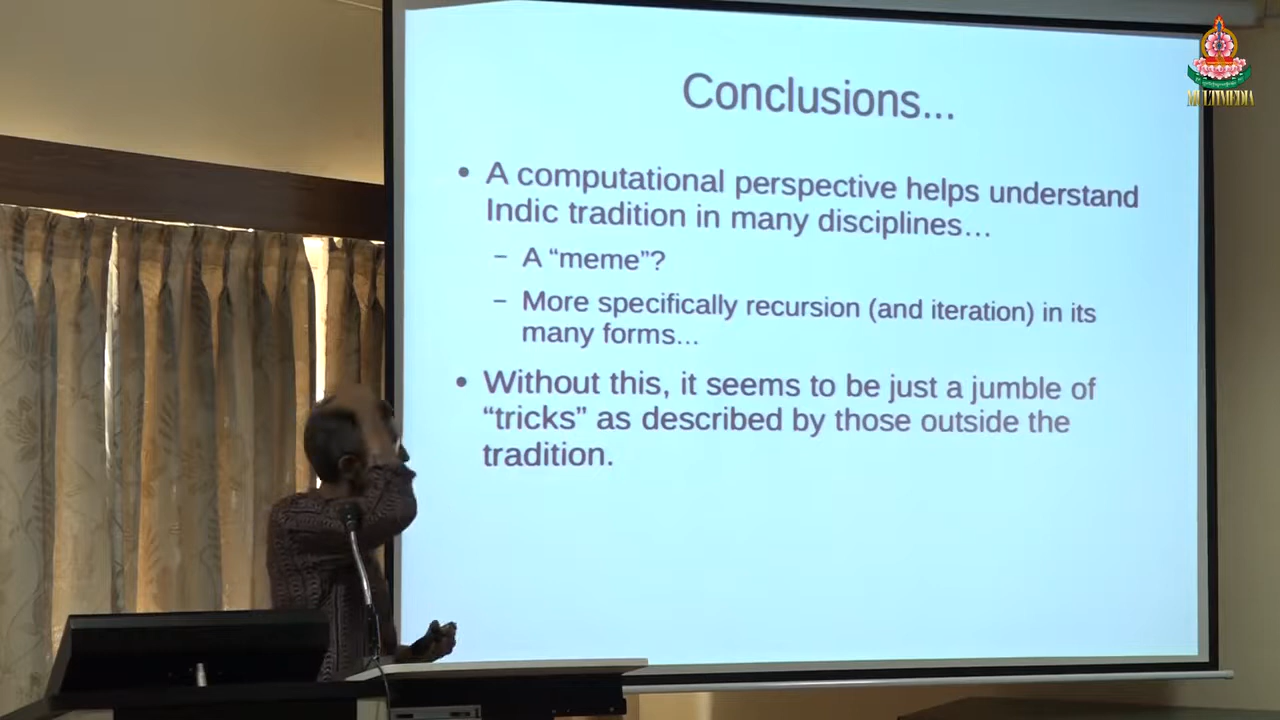 MULTIMEDIA
Conclusions...
• A computational perspective helps understand
Indic tradition in many disciplines...
– A “meme”?
– More specifically recursion (and iteration) in its
many forms...
• Without this, it seems to be just a jumble of
“tricks” as described by those outside the
tradition.